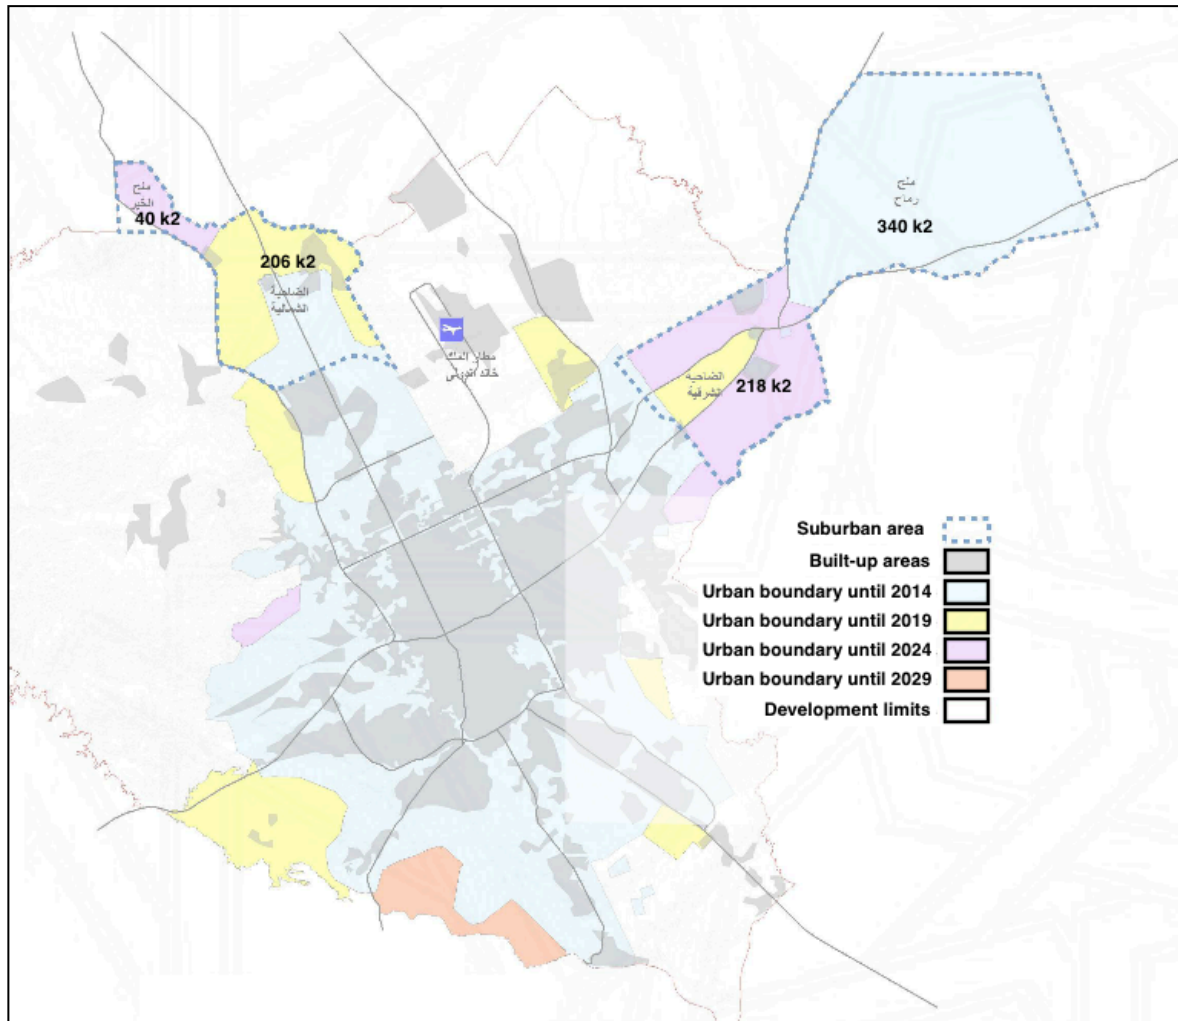 منح
الخير
40 k2
206 k2
الضاحية
الشمالية
منح
رماح
340 k2
مطار الملك
خالد الدولي
الضاحية
الشرقية
218 k2
Suburban area
Built-up areas
Urban boundary until 2014
Urban boundary until 2019
Urban boundary until 2024
Urban boundary until 2029
Development limits